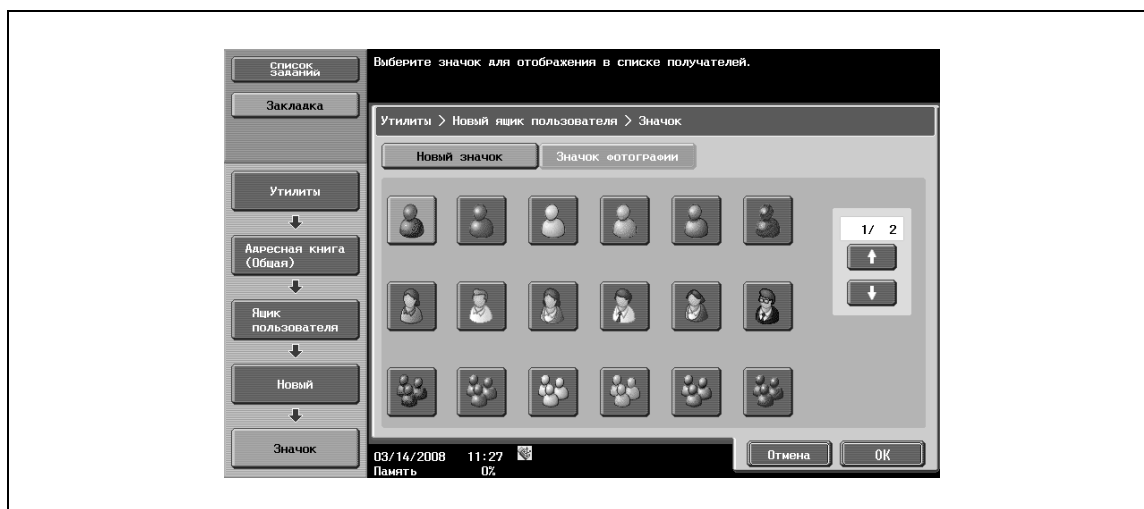 Список
заданий
Закладка
Утилиты
Адресная книга
(Общая)
Ящик
пользователя
Новый
Значок
Выберите значок для отображения в списке получателей.
Утилиты > Новый ящик пользователя > Значок
Новый значок
Значок фотографии
1/ 2
03/14/2008 11:27
Память 0%
Отмена
OK